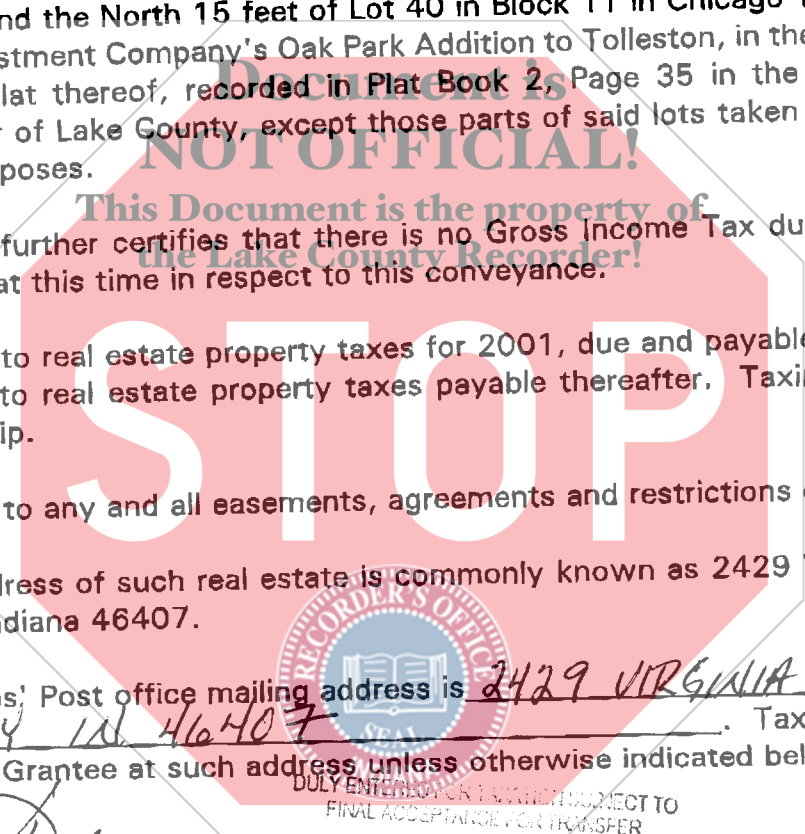 nd the North 15 feet of Lot 40 in Block 11 in Chicago
stment Company's Oak Park Addition to Tolleston, in the
Document is
lat thereof, recorded in Plat Book 2, Page 35 in the
of Lake County, except those parts of said lots taken
NOT OFFICIAL!
poses.
This Document is the property of
further certifies that there is no Gross Income Tax du
the Lake County Recorder!
at this time in respect to this conveyance.
STOP
to real estate property taxes for 2001, due and payable
to real estate property taxes payable thereafter. Taxi
ip.
to any and all easements, agreements and restrictions
dress of such real estate is commonly known as 2429
ndiana 46407.
RECORDER'S OFFICE
s' Post office mailing address is 2429 VIRGINIA
Y IN 46407. Tax
SEAL
Grantee at such address unless otherwise indicated bel
DULY ENTERED FOR TAXATION SUBJECT TO
FINAL ACCEPTANCE FOR TRANSFER